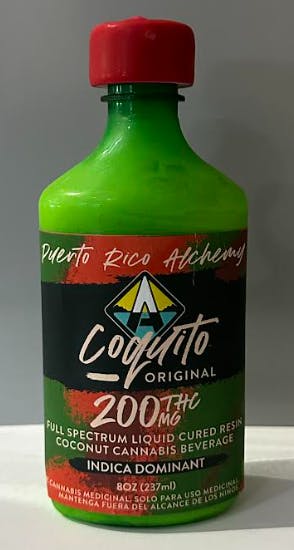 Puerto Rico Alchemy
A
Coquito
ORIGINAL
200 THC
MG
FULL SPECTRUM LIQUID CURED RESIN
COCONUT CANNABIS BEVERAGE
INDICA DOMINANT
8OZ (237ml)
CANNABIS MEDICINAL. SOLO PARA USO MEDICINAL.
MANTENGA FUERA DEL ALCANCE DE LOS NIÑOS